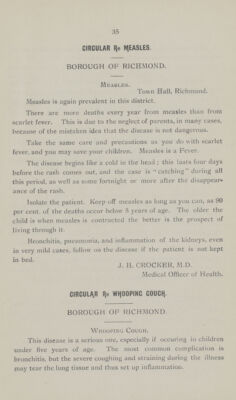 35
CIRCULAR Re MEASLES.
BOROUGH OF RICHMOND.
MEASLES.
Town Hall, Richmond.
Measles is again prevalent in this district.
There are more deaths every year from measles than from
scarlet fever. This is due to the neglect of parents, in many cases,
because of the mistaken idea that the disease is not dangerous.
Take the same care and precautions as you do with scarlet
fever, and you may save your children. Measles is a Fever.
The disease begins like a cold in the head; this lasts four days
before the rash comes out, and the case is "catching" during all
this period, as well as some fortnight or more after the disappear-
ance of the rash.
Isolate the patient. Keep off measles as long as you can, as 90
per cent. of the deaths occur below 5 years of age. The older the
child is when measles is contracted the better is the prospect of
living through it.
Bronchitis, pneumonia, and inflammation of the kidneys, even
in very mild cases, follow on the disease if the patient is not kept
in bed.
J. H. CROCKER, M.D.
Medical Officer of Health.
CIRCULAR Re WHOOPING COUGH.
BOROUGH OF RICHMOND.
WHOOPING COUGH.
This disease is a serious one, especially if occuring in children
under five years of age. The most common complication is
bronchitis, but the severe coughing and straining during the illness
may tear the lung tissue and thus set up inflammation.